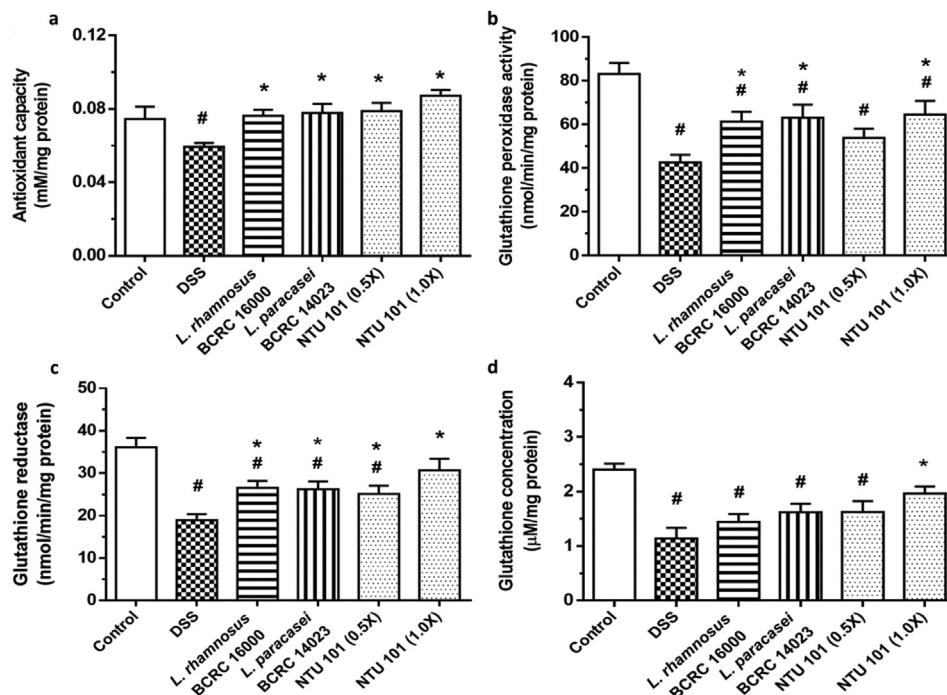 a
Antioxidant capacity
(mM/mg protein)
0.12
0.08
0.04
0.00
#
*
*
*
*
Control
DSS
L. rhamnosus
BCRC 16000
L. paracasei
BCRC 14023
NTU 101 (0.5X)
NTU 101 (1.0X)
b
Glutathione peroxidase activity
(nmol/min/mg protein)
100
80
60
40
20
0
#
*
#
*
#
#
*
#
Control
DSS
L. rhamnosus
BCRC 16000
L. paracasei
BCRC 14023
NTU 101 (0.5X)
NTU 101 (1.0X)
c
Glutathione reductase
(nmol/min/mg protein)
50
40
30
20
10
0
#
*
#
*
#
*
#
*
Control
DSS
L. rhamnosus
BCRC 16000
L. paracasei
BCRC 14023
NTU 101 (0.5X)
NTU 101 (1.0X)
d
Glutathione concentration
(μM/mg protein)
4
3
2
1
0
#
#
#
#
*
Control
DSS
L. rhamnosus
BCRC 16000
L. paracasei
BCRC 14023
NTU 101 (0.5X)
NTU 101 (1.0X)